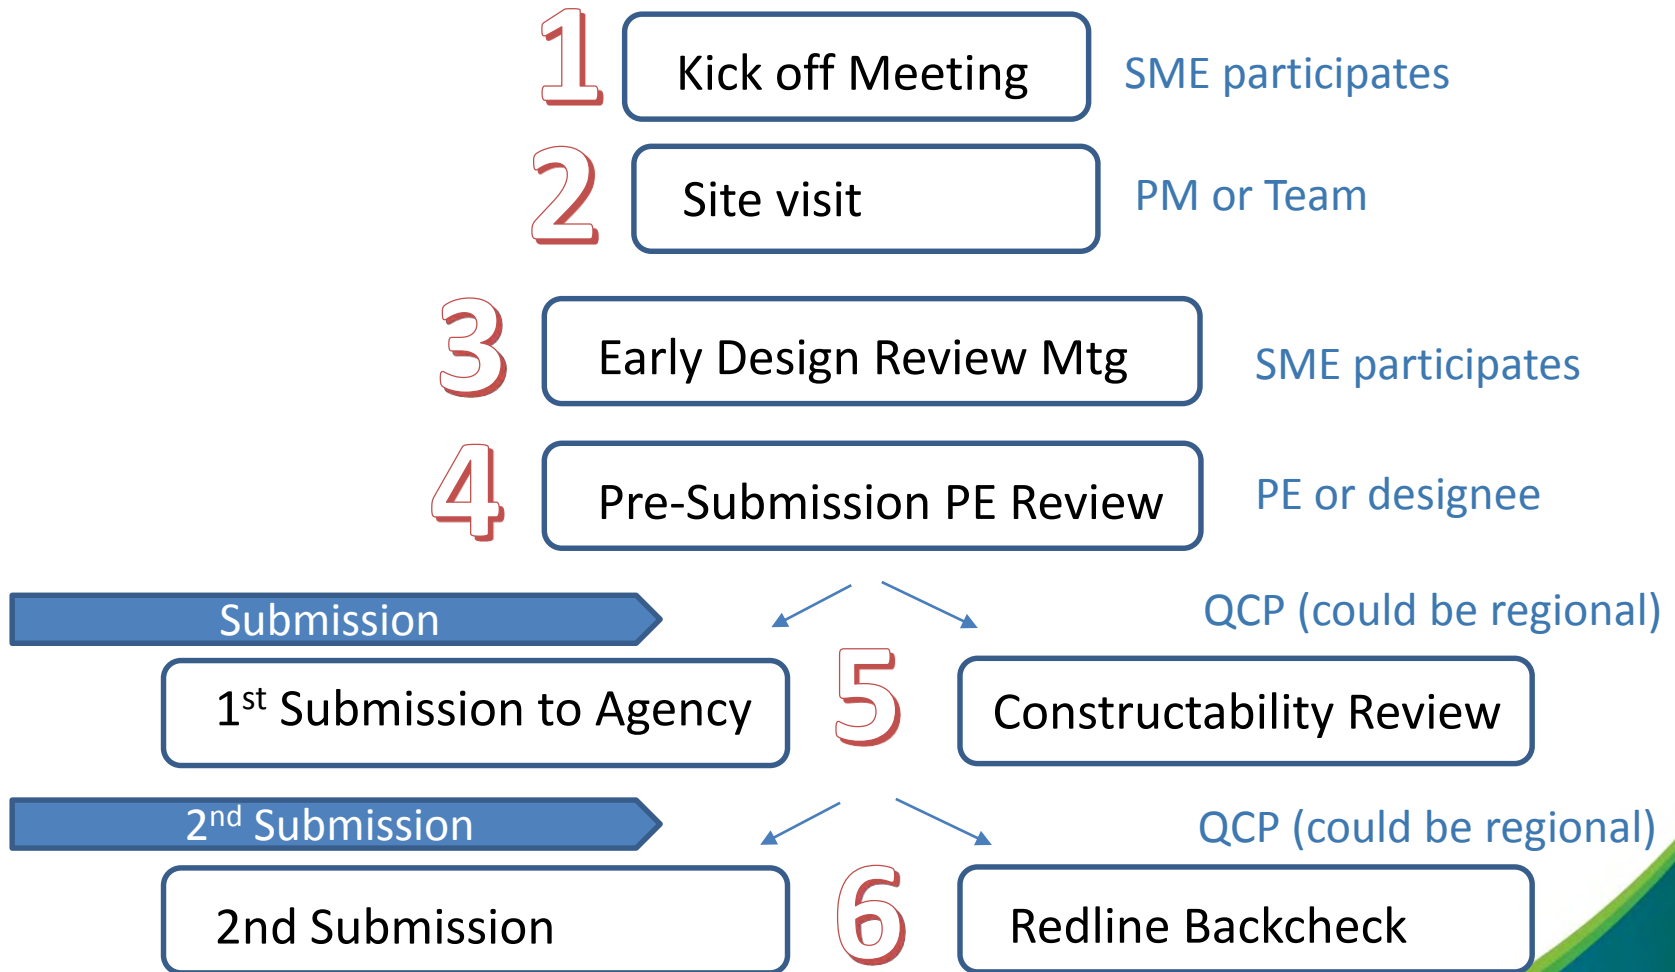 1
Kick off Meeting
SME participates
2
Site visit
PM or Team
3
Early Design Review Mtg
SME participates
4
Pre-Submission PE Review
PE or designee
Submission
QCP (could be regional)
1st Submission to Agency
5
Constructability Review
2nd Submission
QCP (could be regional)
2nd Submission
6
Redline Backcheck